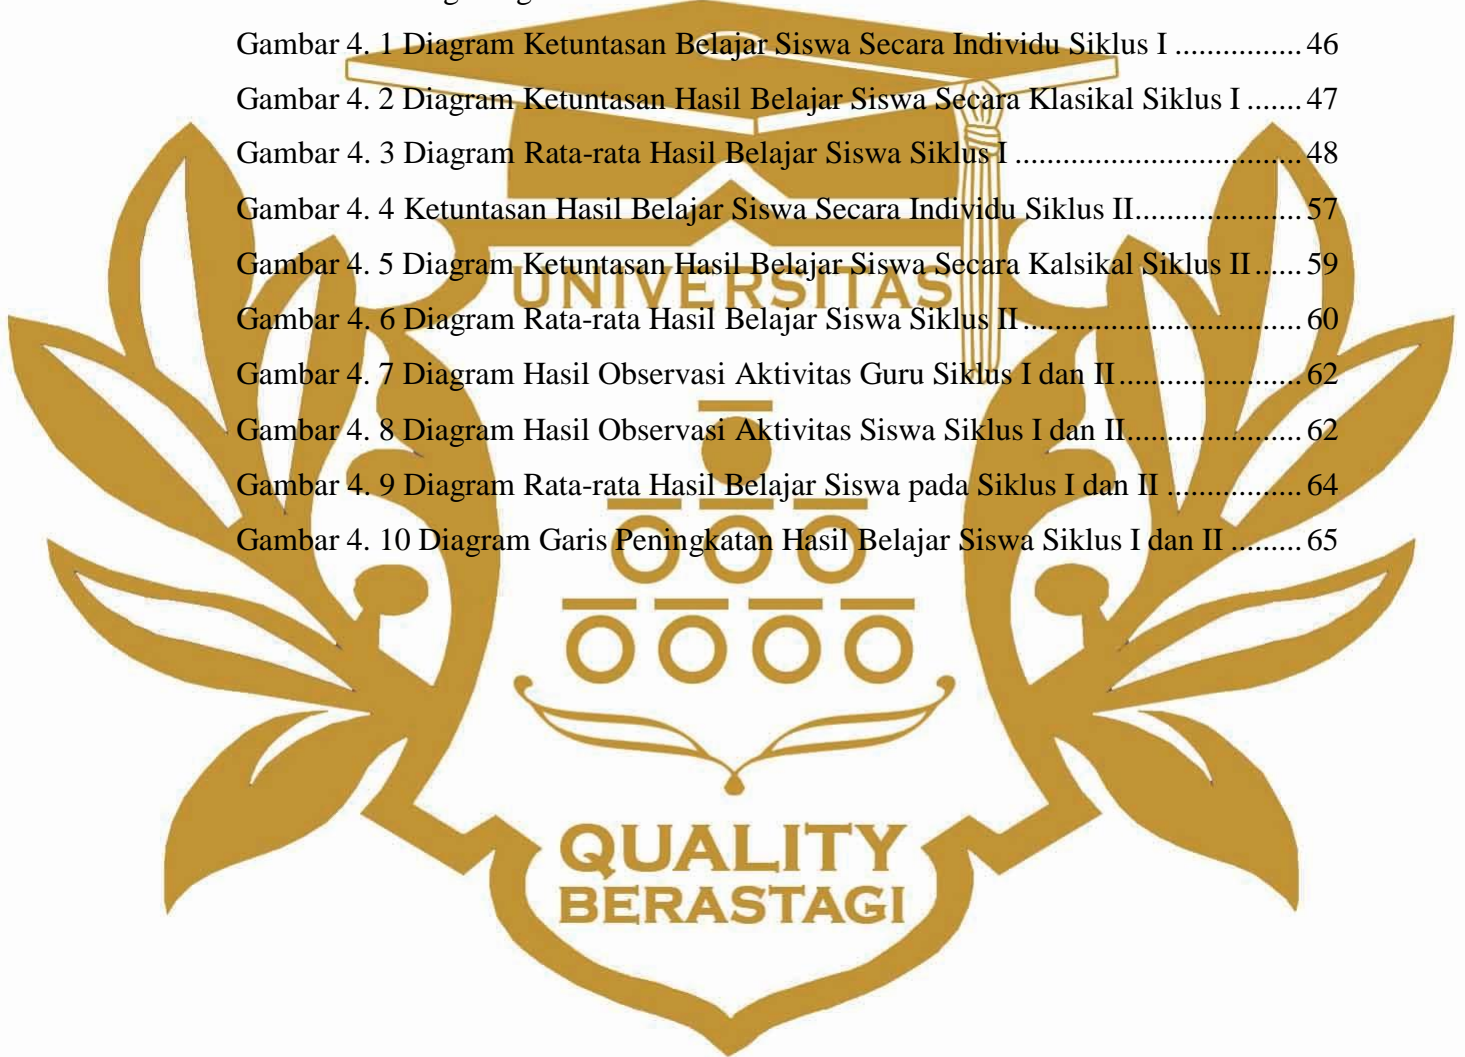 Gambar 4. 1 Diagram Ketuntasan Belajar Siswa Secara Individu Siklus I ................ 46
Gambar 4. 2 Diagram Ketuntasan Hasil Belajar Siswa Secara Klasikal Siklus I ....... 47
Gambar 4. 3 Diagram Rata-rata Hasil Belajar Siswa Siklus I .................................... 48
Gambar 4. 4 Ketuntasan Hasil Belajar Siswa Secara Individu Siklus II..................... 57
Gambar 4. 5 Diagram Ketuntasan Hasil Belajar Siswa Secara Kalsikal Siklus II...... 59
UNIVERSITAS
Gambar 4. 6 Diagram Rata-rata Hasil Belajar Siswa Siklus II................................... 60
Gambar 4. 7 Diagram Hasil Observasi Aktivitas Guru Siklus I dan II....................... 62
Gambar 4. 8 Diagram Hasil Observasi Aktivitas Siswa Siklus I dan II...................... 62
Gambar 4. 9 Diagram Rata-rata Hasil Belajar Siswa pada Siklus I dan II ................. 64
Gambar 4. 10 Diagram Garis Peningkatan Hasil Belajar Siswa Siklus I dan II ......... 65
QUALITY
BERASTAGI